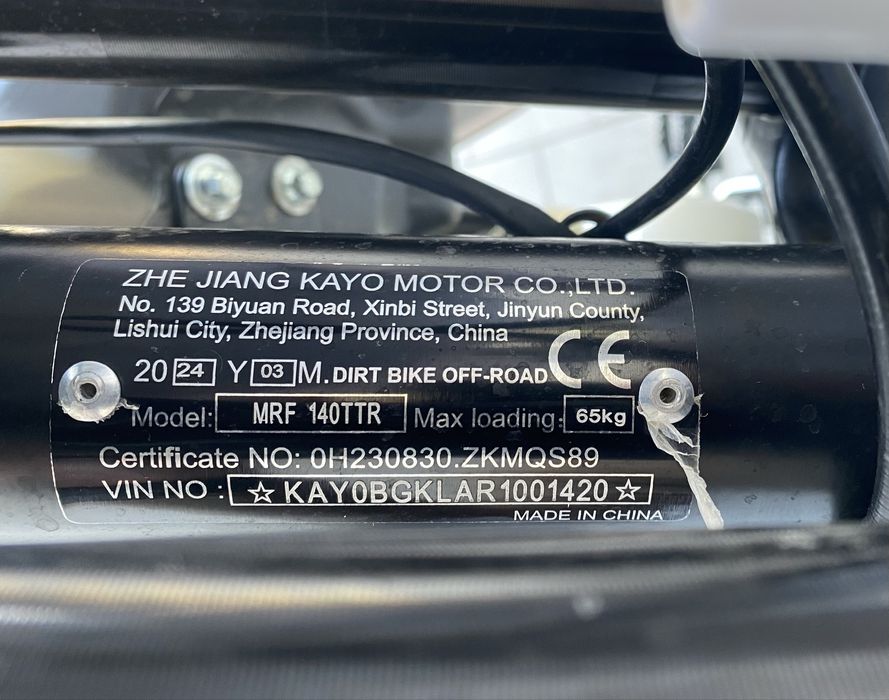 ZHE JIANG KAYO MOTOR CO.,LTD.
No. 139 Biyuan Road, Xinbi Street, Jinyun County,
Lishui City, Zhejiang Province, China
20 24 Y 03 M. DIRT BIKE OFF-ROAD CE
Model: MRF 140TTR Max loading: 65kg
Certificate NO: 0H230830.ZKMQS89
VIN NO : ☆KAY0BGKLAR1001420☆
MADE IN CHINA